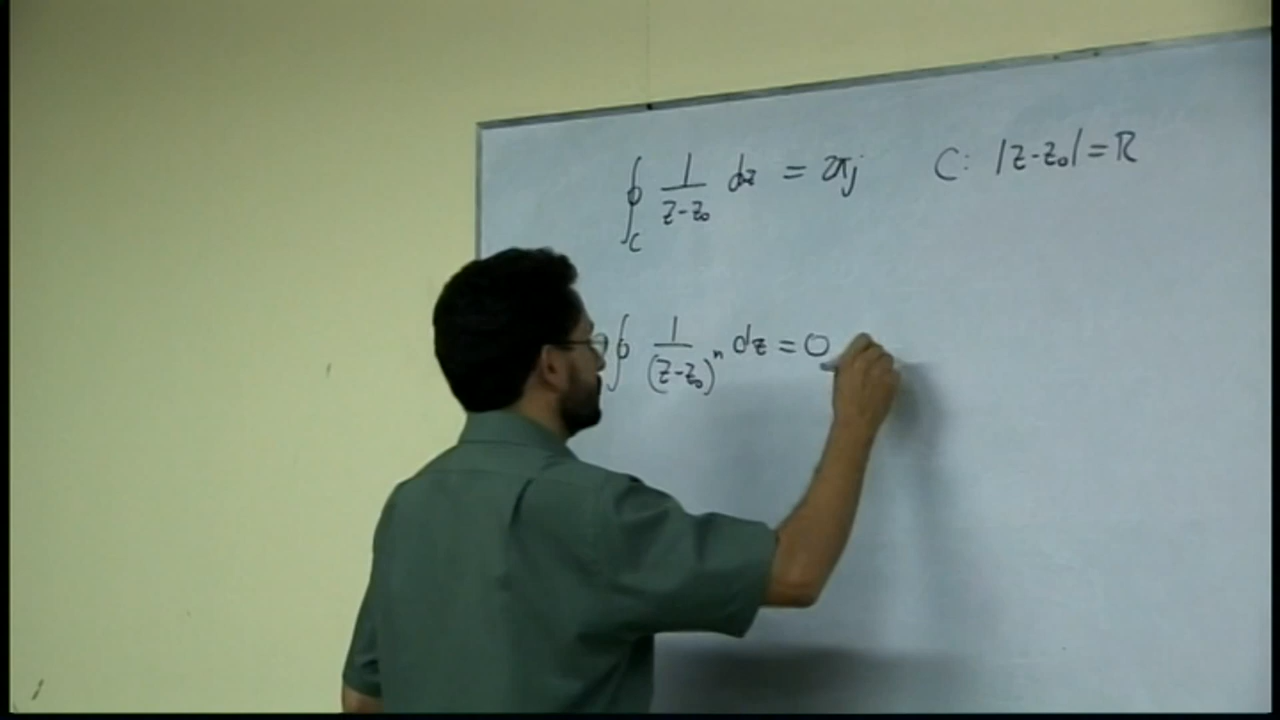 ∮_C 1/(z-z₀) dz = 2πj   C: |z-z₀| = R
∮ 1/(z-z₀)ⁿ dz = 0